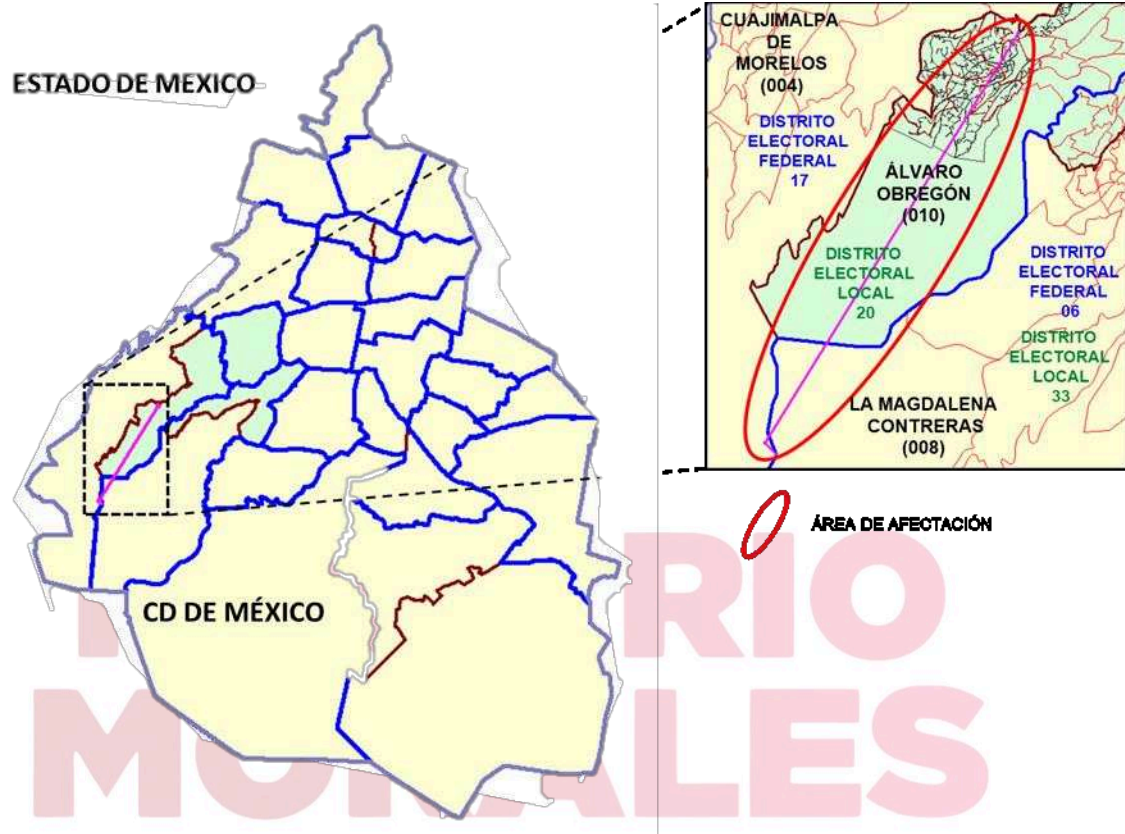 ESTADO DE MEXICO
CD DE MÉXICO
CUAJIMALPA
DE
MORELOS
(004)
DISTRITO
ELECTORAL
FEDERAL
17
ÁLVARO
OBREGÓN
(010)
DISTRITO
ELECTORAL
LOCAL
20
DISTRITO
ELECTORAL
FEDERAL
06
DISTRITO
ELECTORAL
LOCAL
33
LA MAGDALENA
CONTRERAS
(008)
ÁREA DE AFECTACIÓN
RIO
MORALES